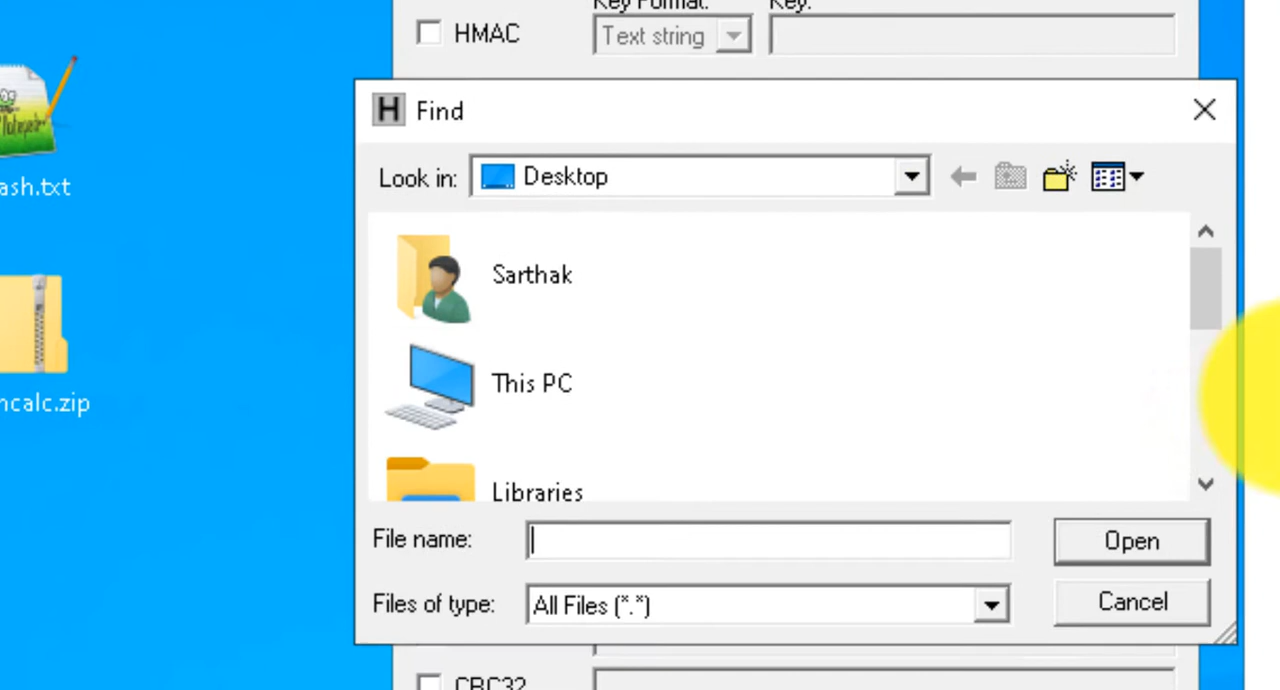 Key Format: Key:
HMAC Text string
H Find
Look in: Desktop
ash.txt
Sarthak
This PC
ncalc.zip
Libraries
File name: Open
Files of type: All Files (*.*) Cancel
CRC32